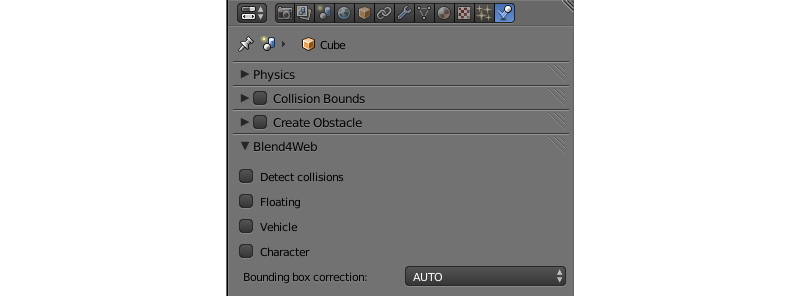 Cube
Physics
Collision Bounds
Create Obstacle
Blend4Web
Detect collisions
Floating
Vehicle
Character
Bounding box correction: AUTO